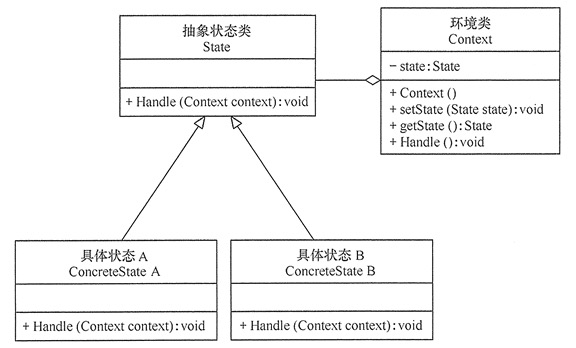 抽象状态类
State
+ Handle (Context context) : void
环境类
Context
− state : State
+ Context ()
+ setState (State state) : void
+ getState () : State
+ Handle () : void
具体状态 A
ConcreteState A
+ Handle (Context context) : void
具体状态 B
ConcreteState B
+ Handle (Context context) : void